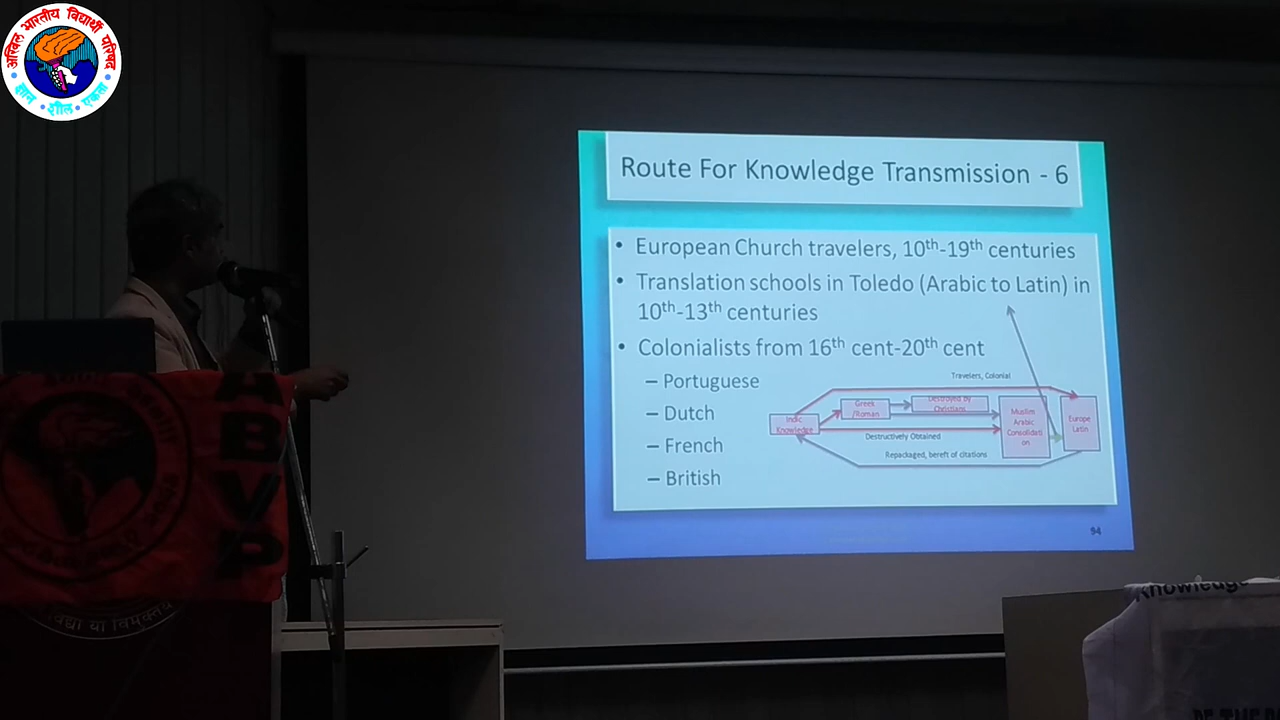 अखिल भारतीय विद्यार्थी परिषद
ज्ञान • शील • एकता
Route For Knowledge Transmission - 6
• European Church travelers, 10th-19th centuries
• Translation schools in Toledo (Arabic to Latin) in
10th-13th centuries
• Colonialists from 16th cent-20th cent
– Portuguese
– Dutch
– French
– British
Travelers, Colonial
Indic
Knowledge
Greek
/Roman
Destroyed by
Christians
Muslim
Arabic
Consolidati
on
Europe
Latin
Destructively Obtained
Repackaged, bereft of citations
94
A
B
V
P
विद्या या विमुक्तये
Knowledge